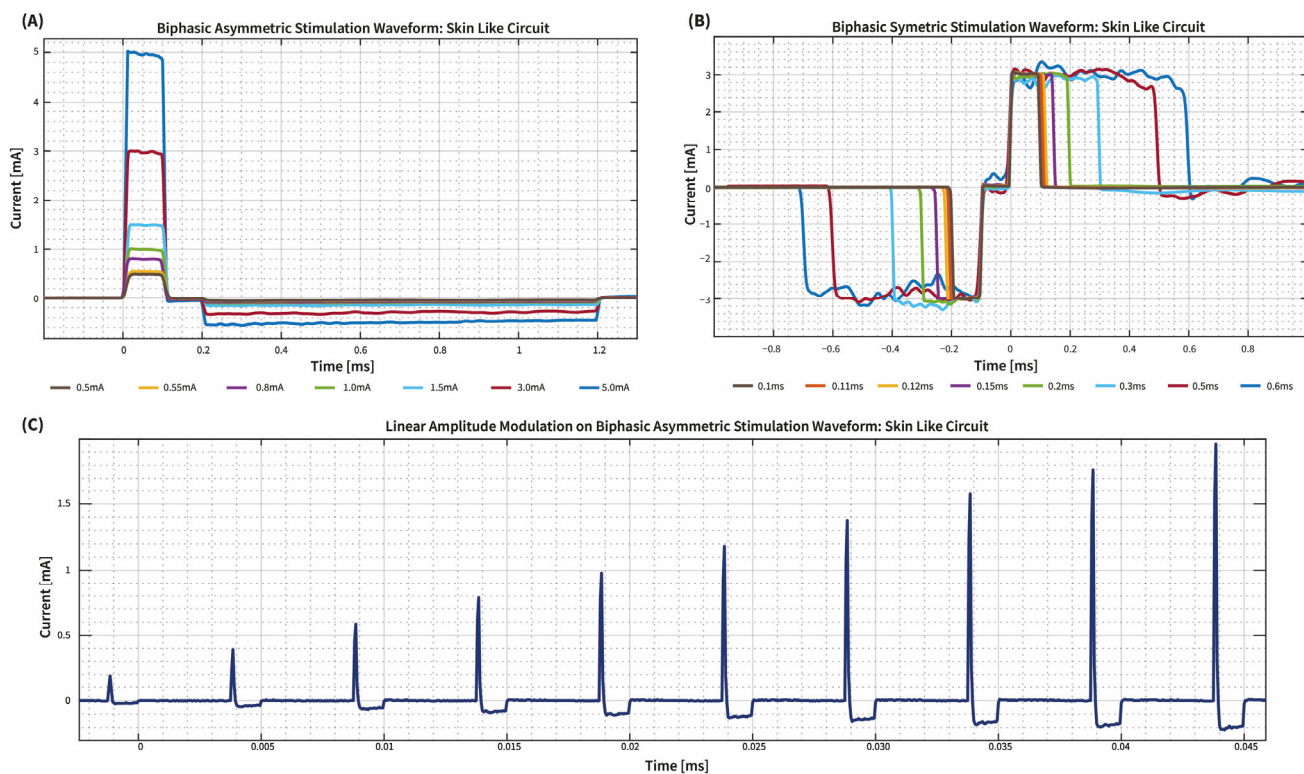 (A)
Biphasic Asymmetric Stimulation Waveform: Skin Like Circuit
Current [mA]
5
4
3
2
1
0
0 0.2 0.4 0.6 0.8 1 1.2
Time [ms]
0.5mA 0.55mA 0.8mA 1.0mA 1.5mA 3.0mA 5.0mA
(B)
Biphasic Symetric Stimulation Waveform: Skin Like Circuit
Current [mA]
3
2
1
0
−1
−2
−3
−0.8 −0.6 −0.4 −0.2 0 0.2 0.4 0.6 0.8
Time [ms]
0.1ms 0.11ms 0.12ms 0.15ms 0.2ms 0.3ms 0.5ms 0.6ms
(C)
Linear Amplitude Modulation on Biphasic Asymmetric Stimulation Waveform: Skin Like Circuit
Current [mA]
1.5
1
0.5
0
0 0.005 0.01 0.015 0.02 0.025 0.030 0.035 0.04 0.045
Time [ms]